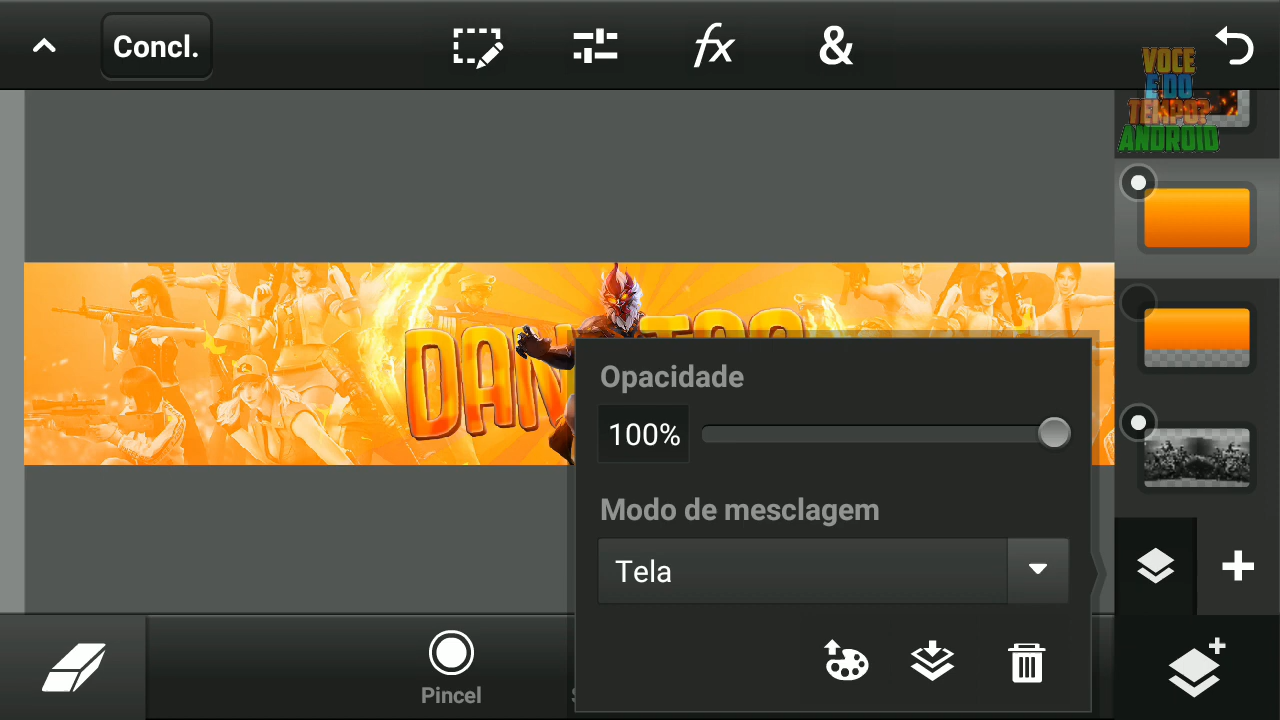 Concl.
fx
&
VOCE
E DO
TEMPO?
ANDROID
DAN
Opacidade
100%
Modo de mesclagem
Tela
Pincel